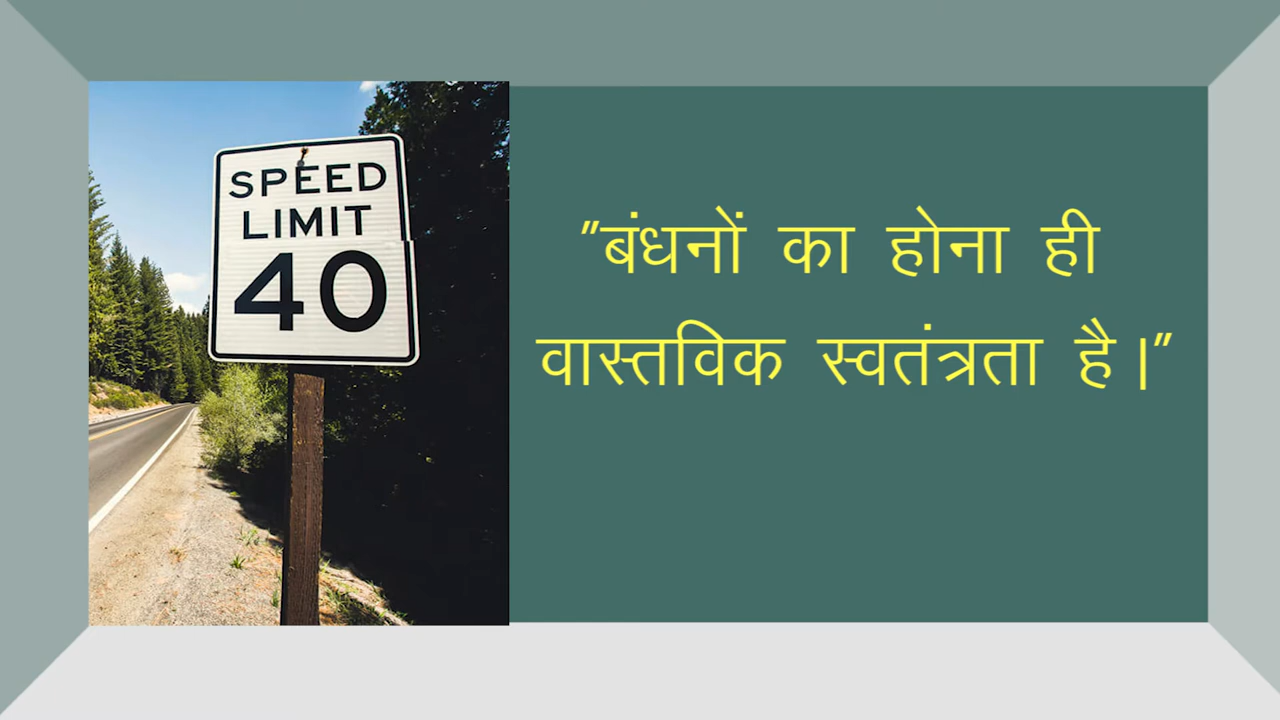 SPEED
LIMIT
40
"बंधनों का होना ही
वास्तविक स्वतंत्रता है।"